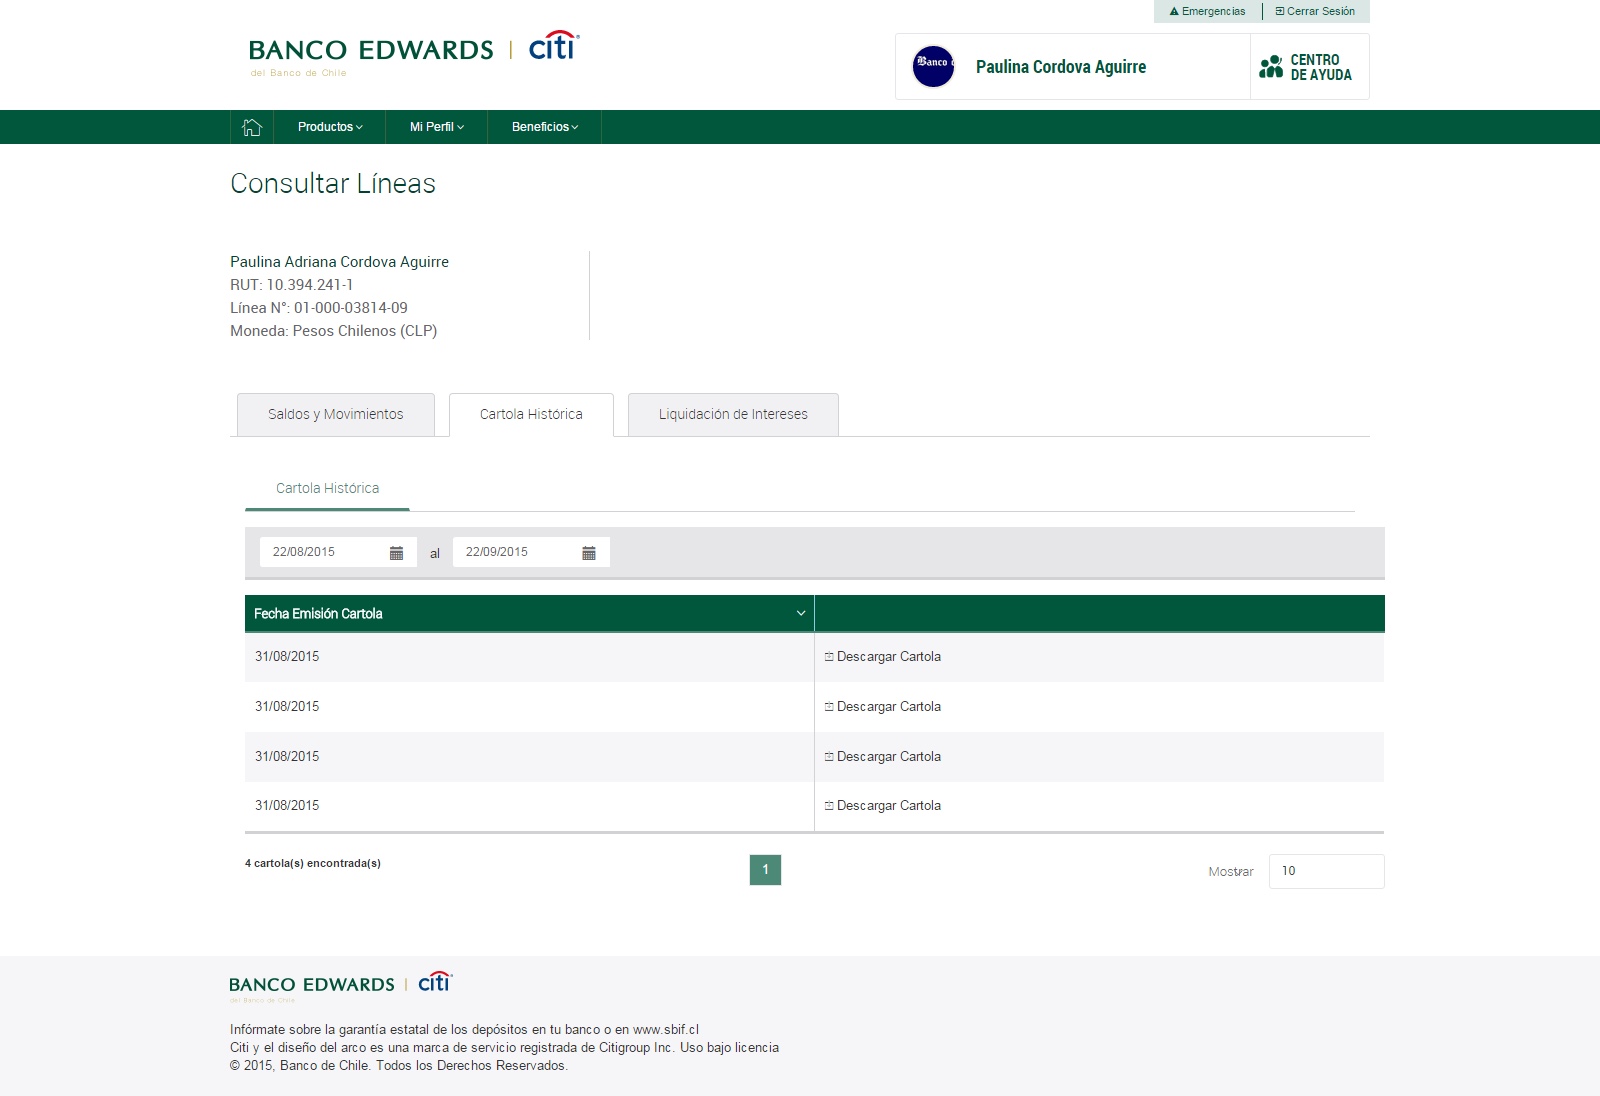 Emergencias
Cerrar Sesión
BANCO EDWARDS | citi®
del Banco de Chile
Banco
Paulina Cordova Aguirre
CENTRO
DE AYUDA
Productos
Mi Perfil
Beneficios
Consultar Líneas
Paulina Adriana Cordova Aguirre
RUT: 10.394.241-1
Línea N°: 01-000-03814-09
Moneda: Pesos Chilenos (CLP)
Saldos y Movimientos
Cartola Histórica
Liquidación de Intereses
Cartola Histórica
22/08/2015 al 22/09/2015
Fecha Emisión Cartola
31/08/2015 Descargar Cartola
31/08/2015 Descargar Cartola
31/08/2015 Descargar Cartola
31/08/2015 Descargar Cartola
4 cartola(s) encontrada(s)
1
Mostrar 10
BANCO EDWARDS | citi®
del Banco de Chile
Infórmate sobre la garantía estatal de los depósitos en tu banco o en www.sbif.cl
Citi y el diseño del arco es una marca de servicio registrada de Citigroup Inc. Uso bajo licencia
© 2015, Banco de Chile. Todos los Derechos Reservados.